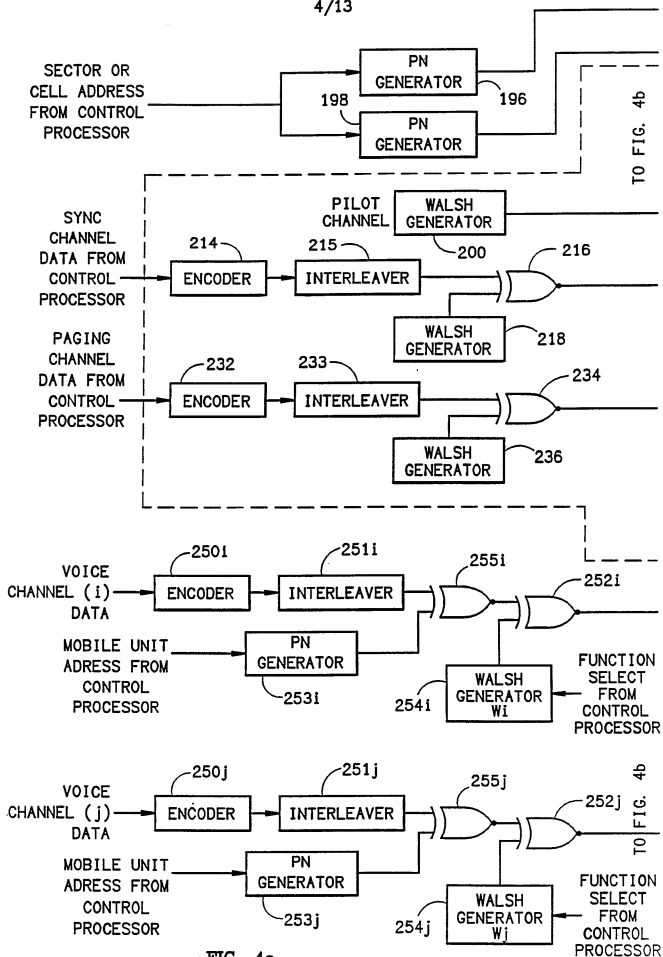 4/13
SECTOR OR
CELL ADDRESS
FROM CONTROL
PROCESSOR
PN
GENERATOR
196
198
PN
GENERATOR
TO FIG. 4b
PILOT
CHANNEL
WALSH
GENERATOR
200
SYNC
CHANNEL
DATA FROM
CONTROL
PROCESSOR
214
ENCODER
215
INTERLEAVER
216
WALSH
GENERATOR
218
PAGING
CHANNEL
DATA FROM
CONTROL
PROCESSOR
232
ENCODER
233
INTERLEAVER
234
WALSH
GENERATOR
236
VOICE
CHANNEL (i)
DATA
250i
ENCODER
251i
INTERLEAVER
255i
252i
MOBILE UNIT
ADRESS FROM
CONTROL
PROCESSOR
PN
GENERATOR
253i
254i
WALSH
GENERATOR
Wi
FUNCTION
SELECT
FROM
CONTROL
PROCESSOR
VOICE
CHANNEL (j)
DATA
250j
ENCODER
251j
INTERLEAVER
255j
252j
TO FIG. 4b
MOBILE UNIT
ADRESS FROM
CONTROL
PROCESSOR
PN
GENERATOR
253j
254j
WALSH
GENERATOR
Wj
FUNCTION
SELECT
FROM
CONTROL
PROCESSOR